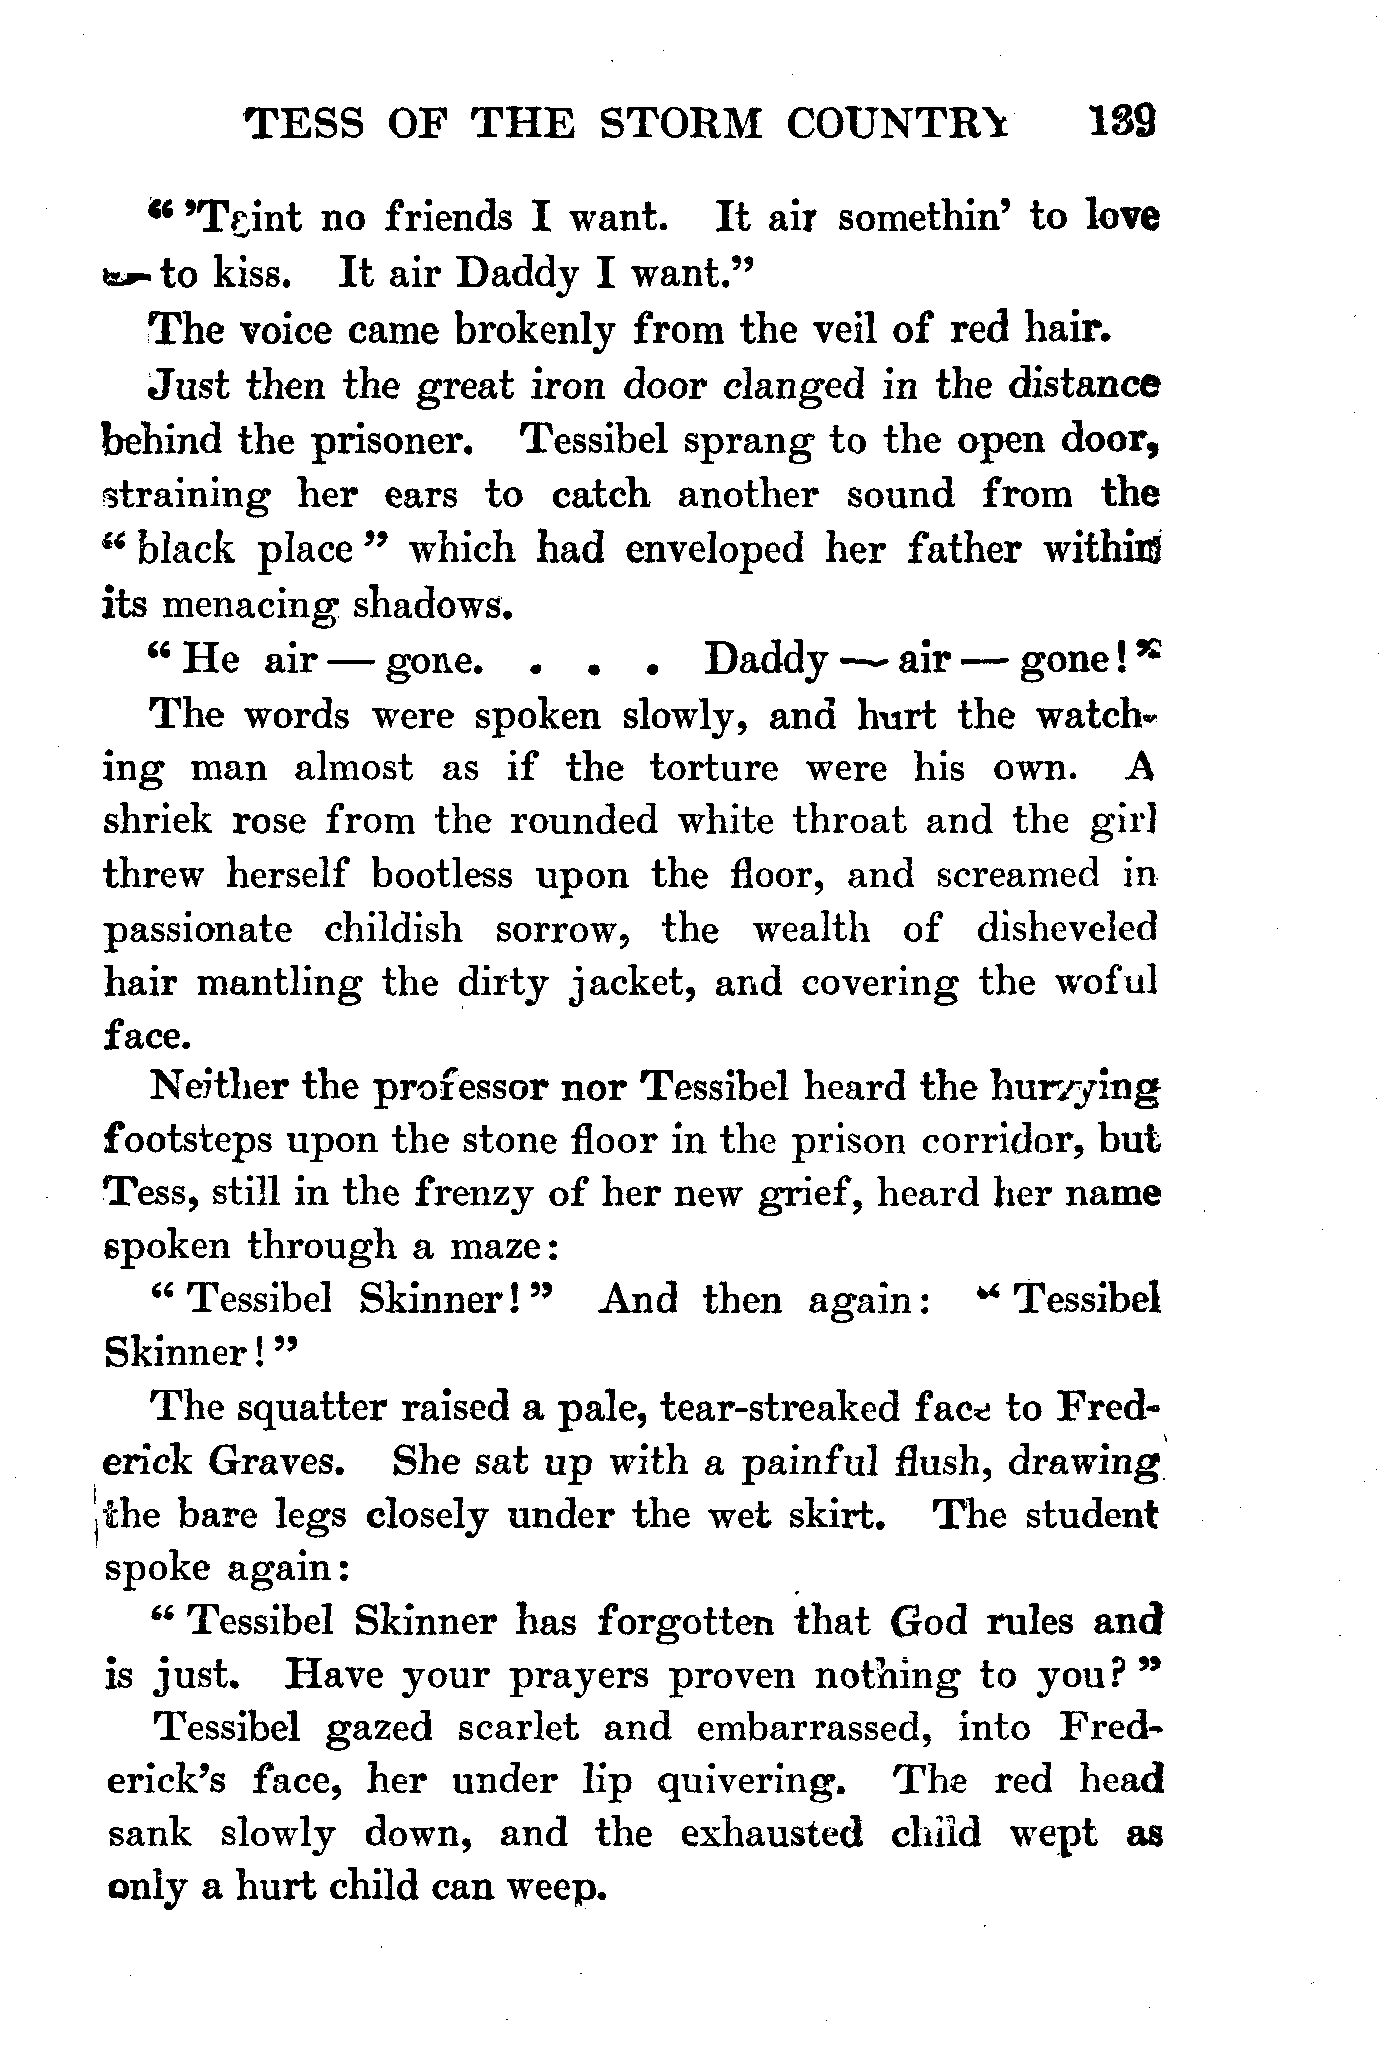 TESS OF THE STORM COUNTRY 139
“ ’Teint no friends I want. It air somethin’ to love
— to kiss. It air Daddy I want.”
The voice came brokenly from the veil of red hair.
Just then the great iron door clanged in the distance
behind the prisoner. Tessibel sprang to the open door,
straining her ears to catch another sound from the
“ black place ” which had enveloped her father within
its menacing shadows.
“ He air — gone. . . . Daddy — air — gone! ”
The words were spoken slowly, and hurt the watch-
ing man almost as if the torture were his own. A
shriek rose from the rounded white throat and the girl
threw herself bootless upon the floor, and screamed in
passionate childish sorrow, the wealth of disheveled
hair mantling the dirty jacket, and covering the woful
face.
Neither the professor nor Tessibel heard the hurrying
footsteps upon the stone floor in the prison corridor, but
Tess, still in the frenzy of her new grief, heard her name
spoken through a maze:
“ Tessibel Skinner! ” And then again: “ Tessibel
Skinner! ”
The squatter raised a pale, tear-streaked face to Fred-
erick Graves. She sat up with a painful flush, drawing
the bare legs closely under the wet skirt. The student
spoke again:
“ Tessibel Skinner has forgotten that God rules and
is just. Have your prayers proven nothing to you? ”
Tessibel gazed scarlet and embarrassed, into Fred-
erick’s face, her under lip quivering. The red head
sank slowly down, and the exhausted child wept as
only a hurt child can weep.